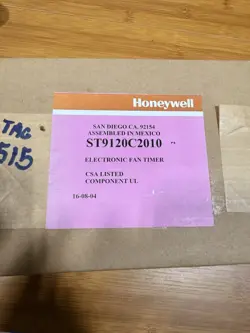 Honeywell
SAN DIEGO CA, 92154
ASSEMBLED IN MEXICO
ST9120C2010
ELECTRONIC FAN TIMER
CSA LISTED
COMPONENT UL
16-08-04
TAG
515